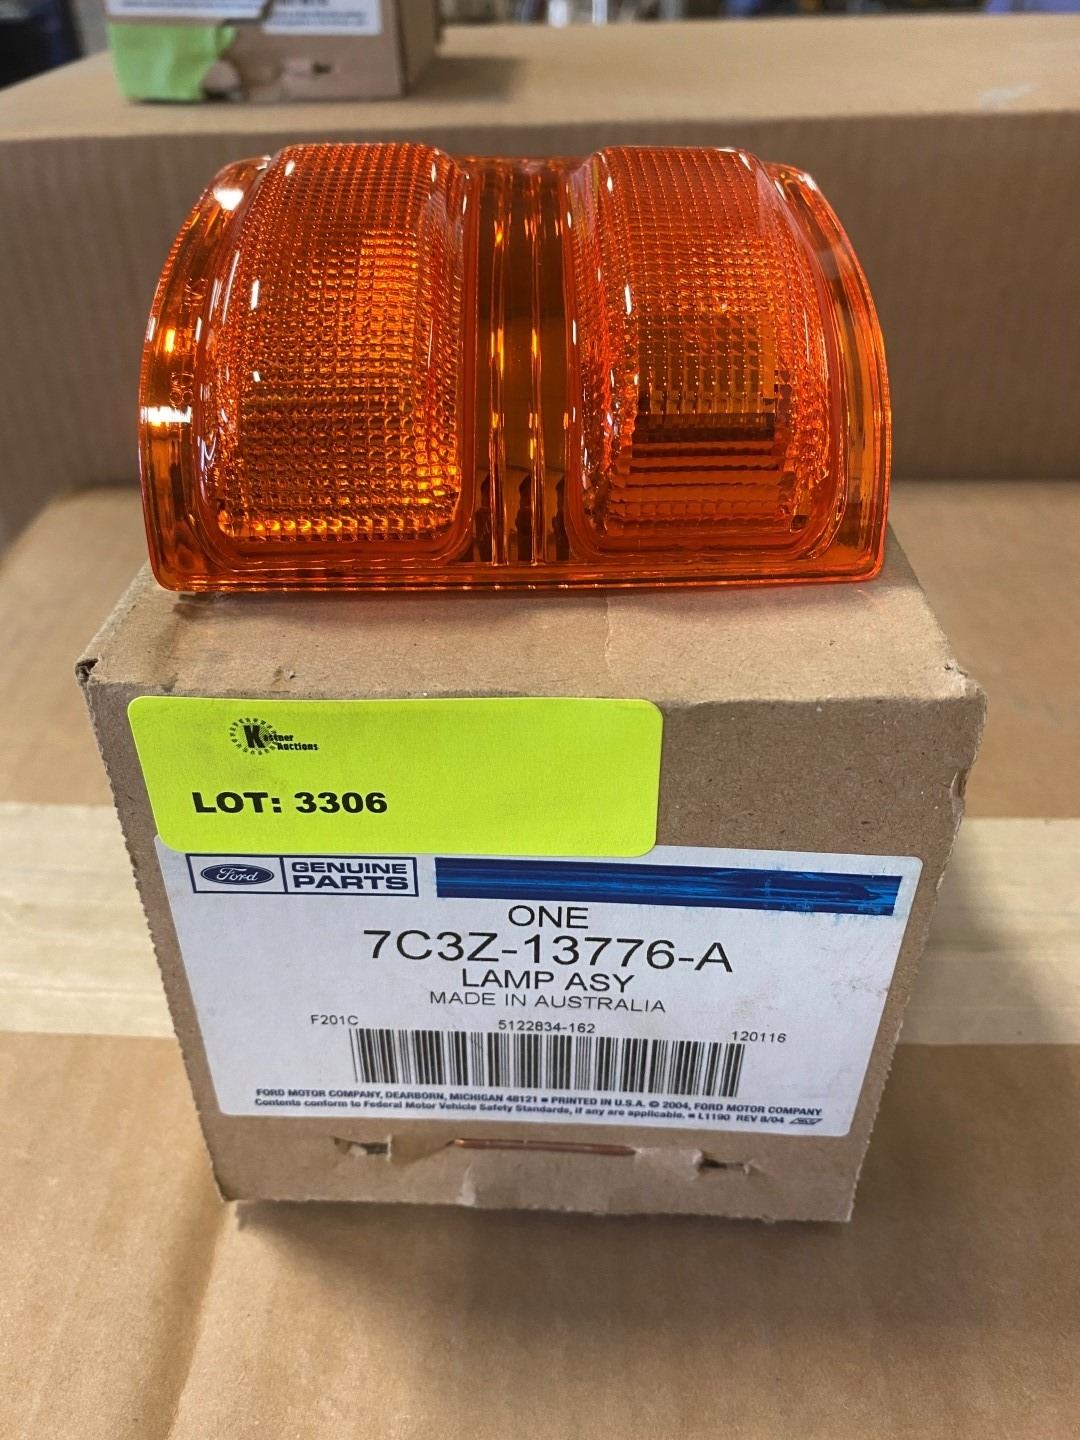 Kastner
Auctions
LOT: 3306
Ford
GENUINE
PARTS
ONE
7C3Z-13776-A
LAMP ASY
MADE IN AUSTRALIA
F201C 5122834-162 120116
FORD MOTOR COMPANY, DEARBORN, MICHIGAN 48121 ■ PRINTED IN U.S.A. © 2004, FORD MOTOR COMPANY
Contents conform to Federal Motor Vehicle Safety Standards, if any are applicable. ■ L1190 REV 8/04